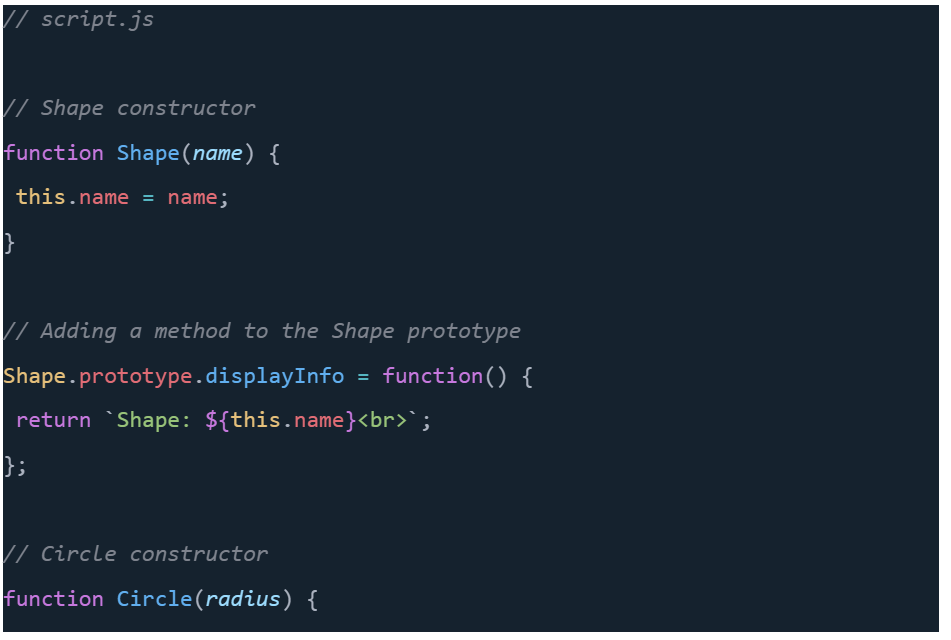 // script.js
// Shape constructor
function Shape(name) {
 this.name = name;
}
// Adding a method to the Shape prototype
Shape.prototype.displayInfo = function() {
 return `Shape: ${this.name}<br>`;
};
// Circle constructor
function Circle(radius) {